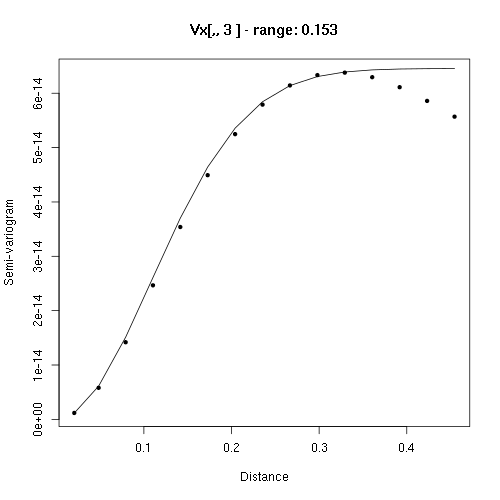 Vx[,, 3 ] - range: 0.153
6e-14
5e-14
4e-14
3e-14
2e-14
1e-14
0e+00
Semi-variogram
0.1 0.2 0.3 0.4
Distance